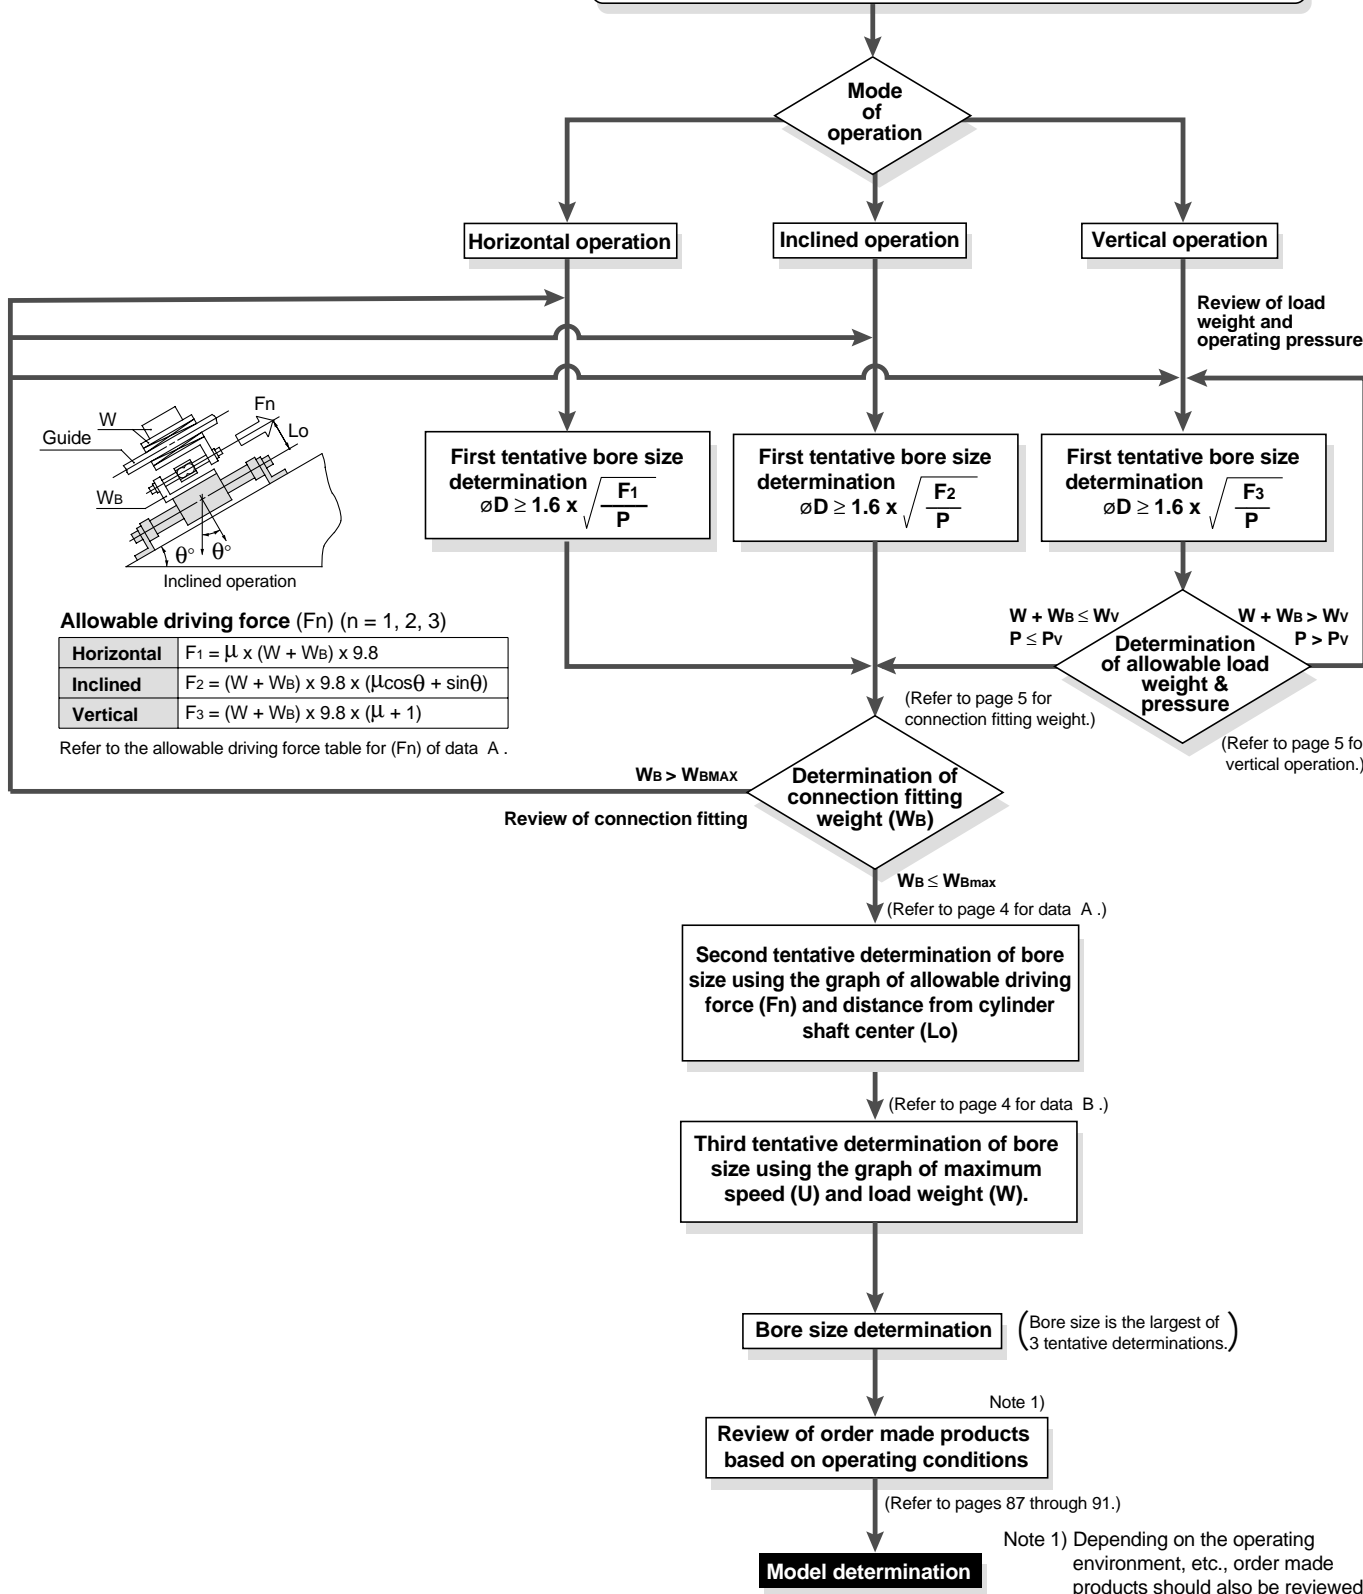 Mode
of
operation
Horizontal operation
Inclined operation
Vertical operation
Review of load
weight and
operating pressure
W
Guide
WB
Fn
Lo
θ°
θ°
Inclined operation
First tentative bore size
determination
øD ≥ 1.6 x √(F1/P)
First tentative bore size
determination
øD ≥ 1.6 x √(F2/P)
First tentative bore size
determination
øD ≥ 1.6 x √(F3/P)
Allowable driving force (Fn) (n = 1, 2, 3)
Horizontal F1 = µ x (W + WB) x 9.8
Inclined F2 = (W + WB) x 9.8 x (µcosθ + sinθ)
Vertical F3 = (W + WB) x 9.8 x (µ + 1)
Refer to the allowable driving force table for (Fn) of data A .
W + WB ≤ WV
P ≤ PV
W + WB > WV
P > PV
Determination
of allowable load
weight &
pressure
(Refer to page 5 for
connection fitting weight.)
(Refer to page 5 fo
vertical operation.)
WB > WBMAX
Review of connection fitting
Determination of
connection fitting
weight (WB)
WB ≤ WBmax
(Refer to page 4 for data A .)
Second tentative determination of bore
size using the graph of allowable driving
force (Fn) and distance from cylinder
shaft center (Lo)
(Refer to page 4 for data B .)
Third tentative determination of bore
size using the graph of maximum
speed (U) and load weight (W).
Bore size determination
(Bore size is the largest of
3 tentative determinations.)
Note 1)
Review of order made products
based on operating conditions
(Refer to pages 87 through 91.)
Model determination
Note 1) Depending on the operating
environment, etc., order made
products should also be reviewed